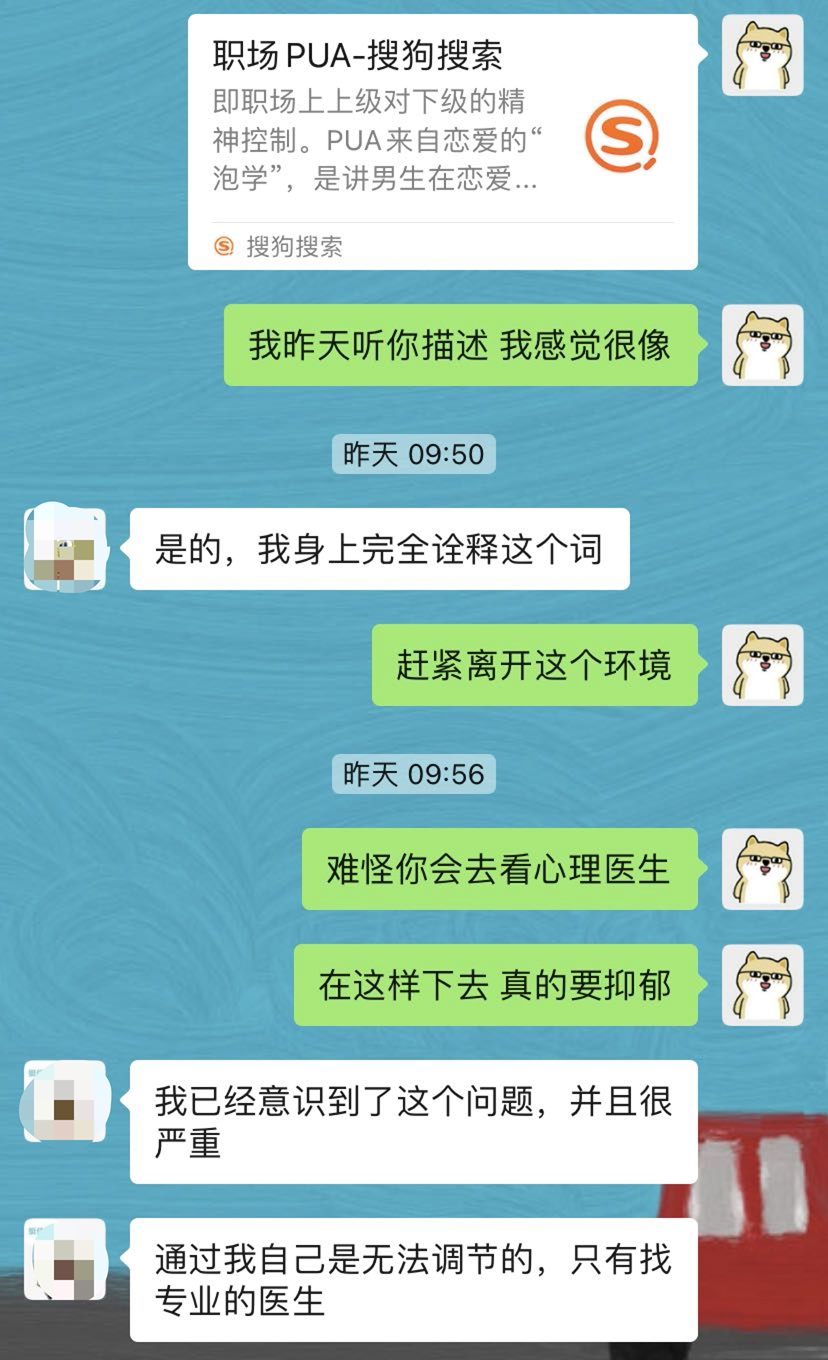 职场PUA-搜狗搜索
即职场上上级对下级的精
神控制。PUA来自恋爱的“
泡学”，是讲男生在恋爱...
搜狗搜索
我昨天听你描述 我感觉很像
昨天 09:50
是的，我身上完全诠释这个词
赶紧离开这个环境
昨天 09:56
难怪你会去看心理医生
在这样下去 真的要抑郁
我已经意识到了这个问题，并且很
严重
通过我自己是无法调节的，只有找
专业的医生